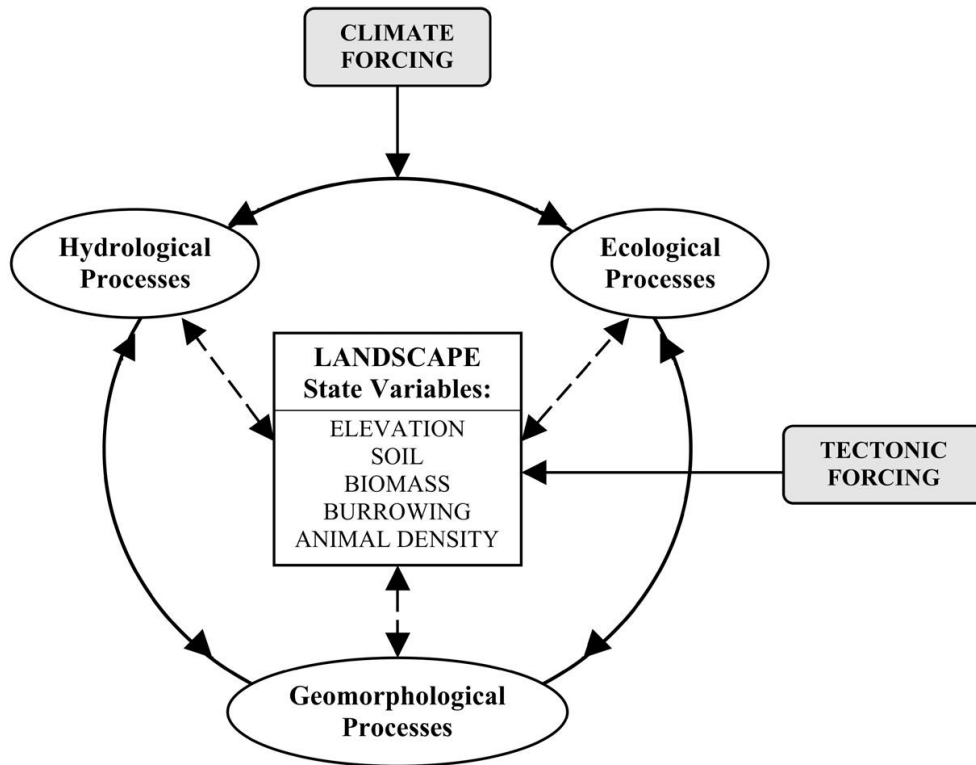 CLIMATE
FORCING
Hydrological
Processes
Ecological
Processes
LANDSCAPE
State Variables:
ELEVATION
SOIL
BIOMASS
BURROWING
ANIMAL DENSITY
TECTONIC
FORCING
Geomorphological
Processes